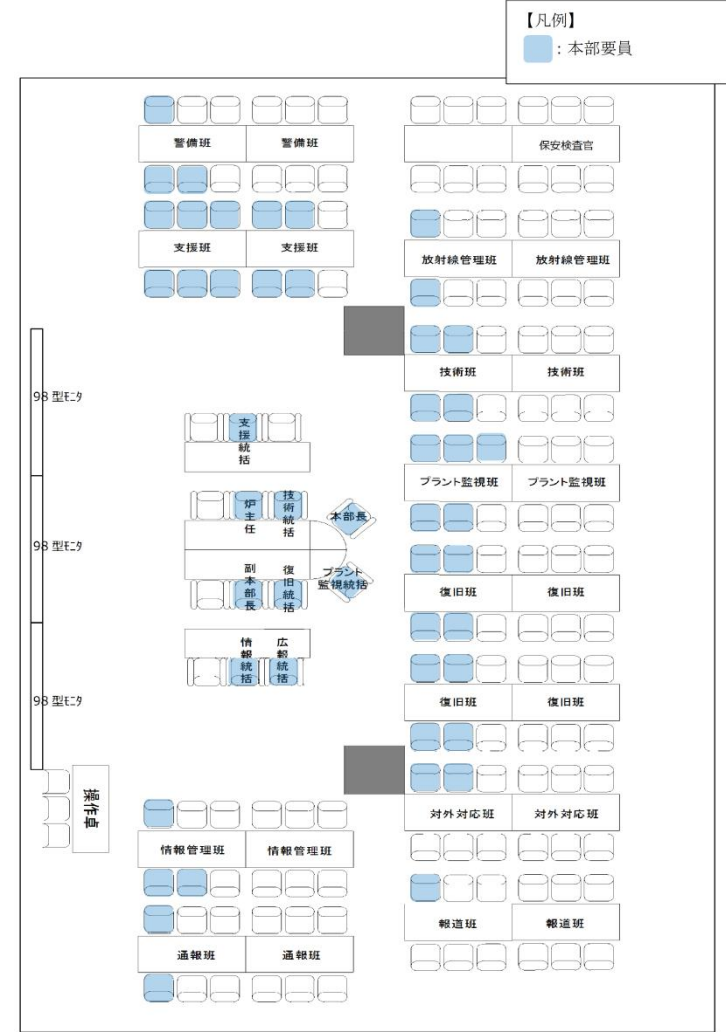 【凡例】
：本部要員
警備班 警備班
支援班 支援班
保安検査官
放射線管理班 放射線管理班
技術班 技術班
プラント監視班 プラント監視班
復旧班 復旧班
復旧班 復旧班
対外対応班 対外対応班
報道班 報道班
98型モニタ
98型モニタ
98型モニタ
支援統括
炉主任
技術統括
本部長
副本部長
復旧統括
プラント
監視統括
情報統括
広報統括
操作卓
情報管理班 情報管理班
通報班 通報班